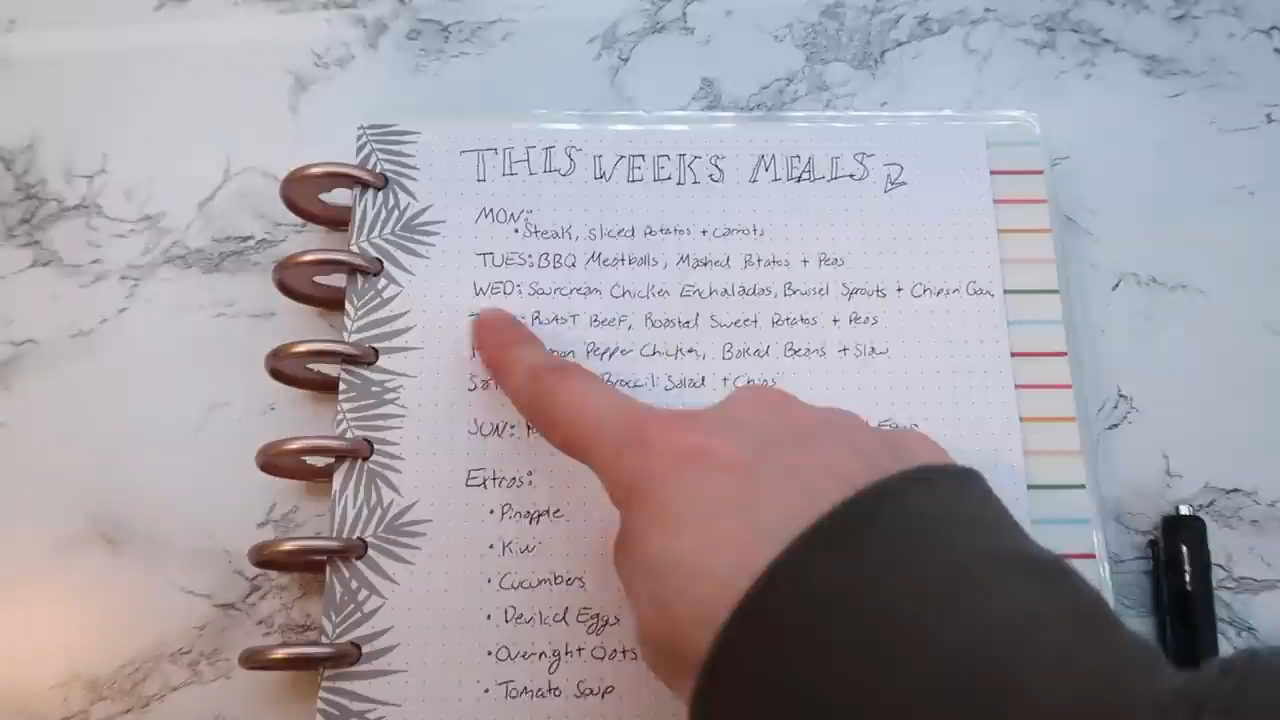 THIS WEEKS MEALS
MON:
• Steak, sliced Potatos + carrots
TUES: BBQ Meatballs, Mashed Potatos + Peas
WED: Sourcream Chicken Enchaladas, Brussel Sprouts + Chips n
ROAST Beef, Roasted Sweet Potatos + Peas
Pepper Chicken, Baked Beans + Slaw
Broccili Salad + Chips
SUN:
Extras:
• Pinapple
• Kiwi
• Cucumbers
• Deviled Eggs
• Overnight Oats
• Tomato Soup